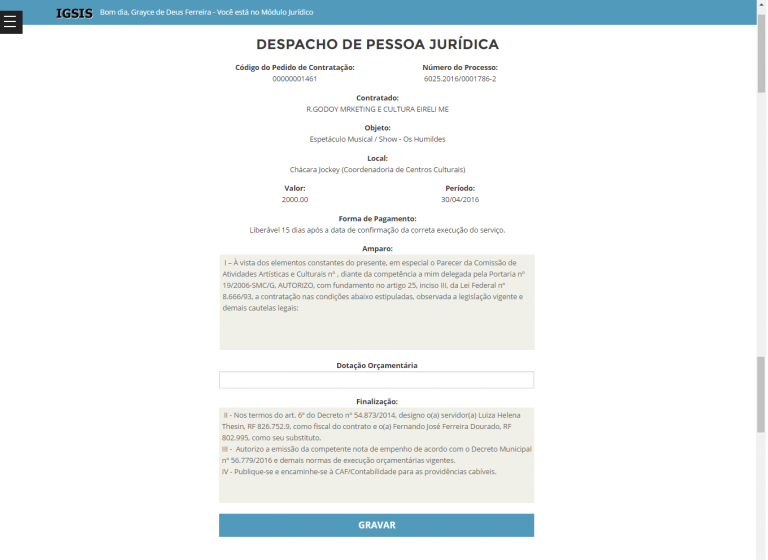 IGSIS Bom dia, Grayce de Deus Ferreira - Você está no Módulo Jurídico
DESPACHO DE PESSOA JURÍDICA
Código do Pedido de Contratação: Número do Processo:
00000001461 6025.2016/0001786-2
Contratado:
R.GODOY MRKETING E CULTURA EIRELI ME
Objeto:
Espetáculo Musical / Show - Os Humildes
Local:
Chácara Jockey (Coordenadoria de Centros Culturais)
Valor: Período:
2000.00 30/04/2016
Forma de Pagamento:
Liberável 15 dias após a data de confirmação da correta execução do serviço.
Amparo:
I – À vista dos elementos constantes do presente, em especial o Parecer da Comissão de
Atividades Artísticas e Culturais nº , diante da competência a mim delegada pela Portaria nº
19/2006-SMC/G, AUTORIZO, com fundamento no artigo 25, inciso III, da Lei Federal nº
8.666/93, a contratação nas condições abaixo estipuladas, observada a legislação vigente e
demais cautelas legais:
Dotação Orçamentária
Finalização:
II - Nos termos do art. 6º do Decreto nº 54.873/2014, designo o(a) servidor(a) Luiza Helena
Thesin, RF 826.752.9, como fiscal do contrato e o(a) Fernando José Ferreira Dourado, RF
802.995, como seu substituto.
III - Autorizo a emissão da competente nota de empenho de acordo com o Decreto Municipal
nº 56.779/2016 e demais normas de execução orçamentárias vigentes.
IV - Publique-se e encaminhe-se à CAF/Contabilidade para as providências cabíveis.
GRAVAR